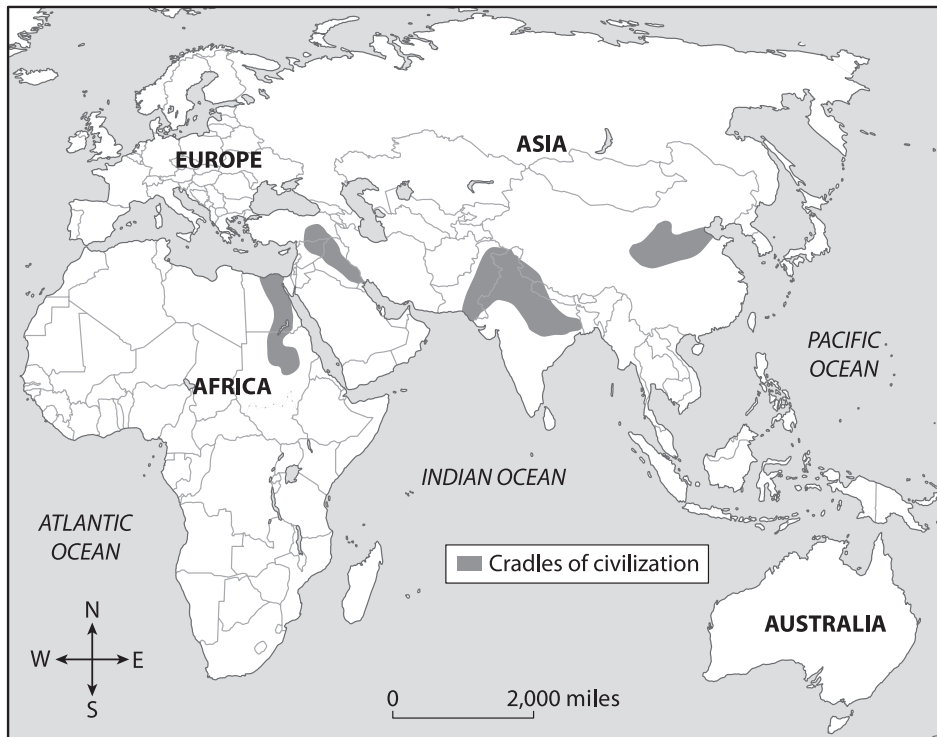 ASIA
EUROPE
PACIFIC
OCEAN
AFRICA
INDIAN OCEAN
ATLANTIC
OCEAN
Cradles of civilization
AUSTRALIA
N
W E
S
0 2,000 miles